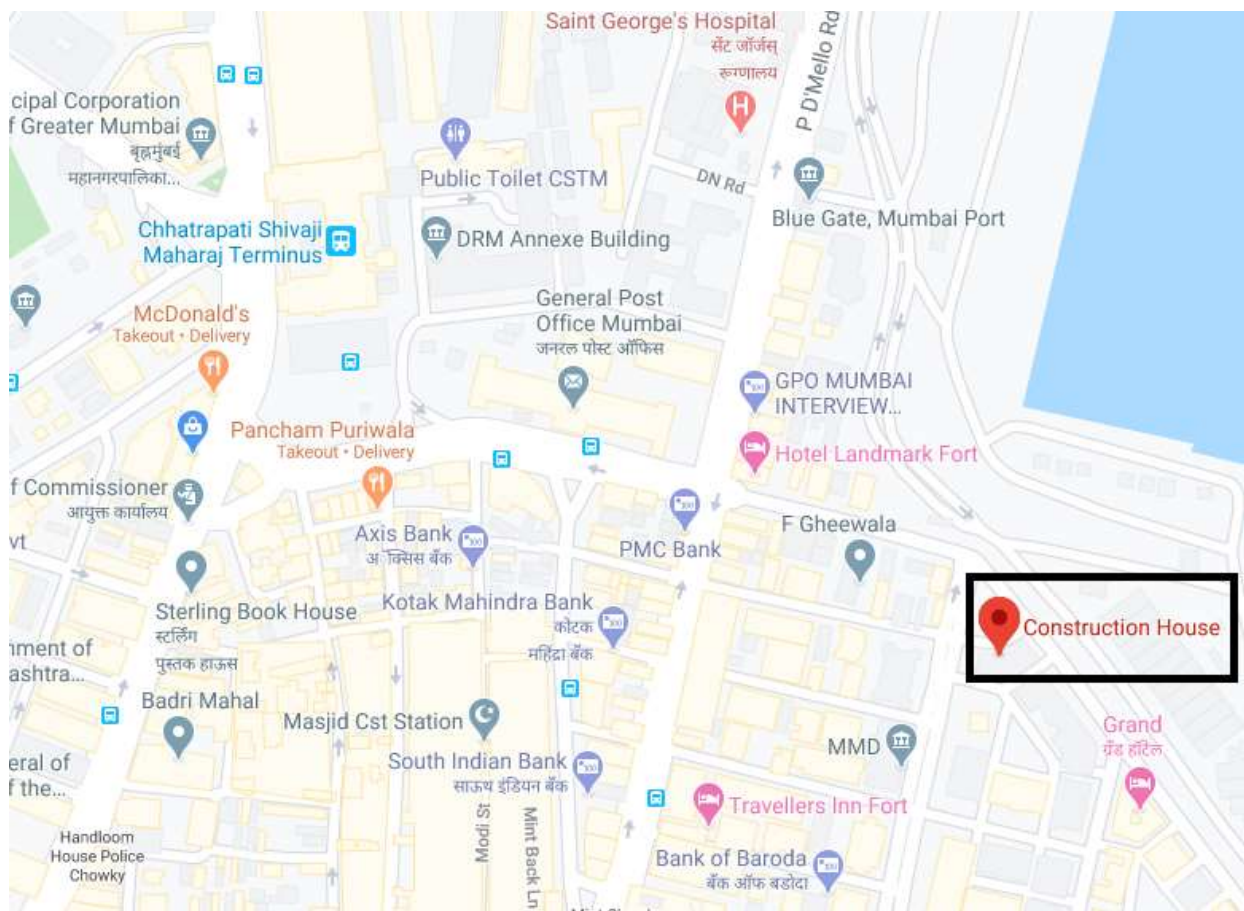 Saint George's Hospital
सेंट जॉर्जस्
रूग्णालय
P D'Mello Rd
cipal Corporation
f Greater Mumbai
बृहन्मुंबई
महानगरपालिका...
Public Toilet CSTM
DN Rd
Blue Gate, Mumbai Port
Chhatrapati Shivaji
Maharaj Terminus
DRM Annexe Building
McDonald's
Takeout • Delivery
General Post
Office Mumbai
जनरल पोस्ट ऑफिस
GPO MUMBAI
INTERVIEW...
Pancham Puriwala
Takeout • Delivery
Hotel Landmark Fort
f Commissioner
आयुक्त कार्यालय
vt
Axis Bank
अॅक्सिस बँक
PMC Bank
F Gheewala
Sterling Book House
स्टर्लिंग
पुस्तक हाऊस
Kotak Mahindra Bank
कोटक
महिंद्रा बँक
Construction House
nment of
ashtra...
Badri Mahal
Masjid Cst Station
MMD
Grand
ग्रँड हॉटेल
eral of
f the...
South Indian Bank
साऊथ इंडियन बँक
Travellers Inn Fort
Modi St
Mint Back Ln
Handloom
House Police
Chowky
Bank of Baroda
बँक ऑफ बडोदा